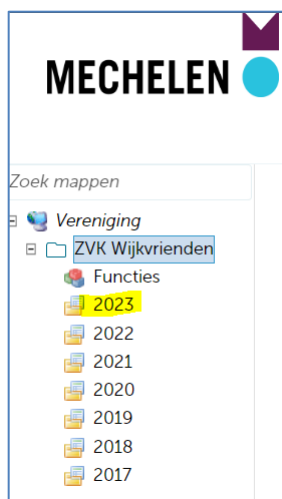 MECHELEN
Zoek mappen
Vereniging
ZVK Wijkvrienden
Functies
2023
2022
2021
2020
2019
2018
2017